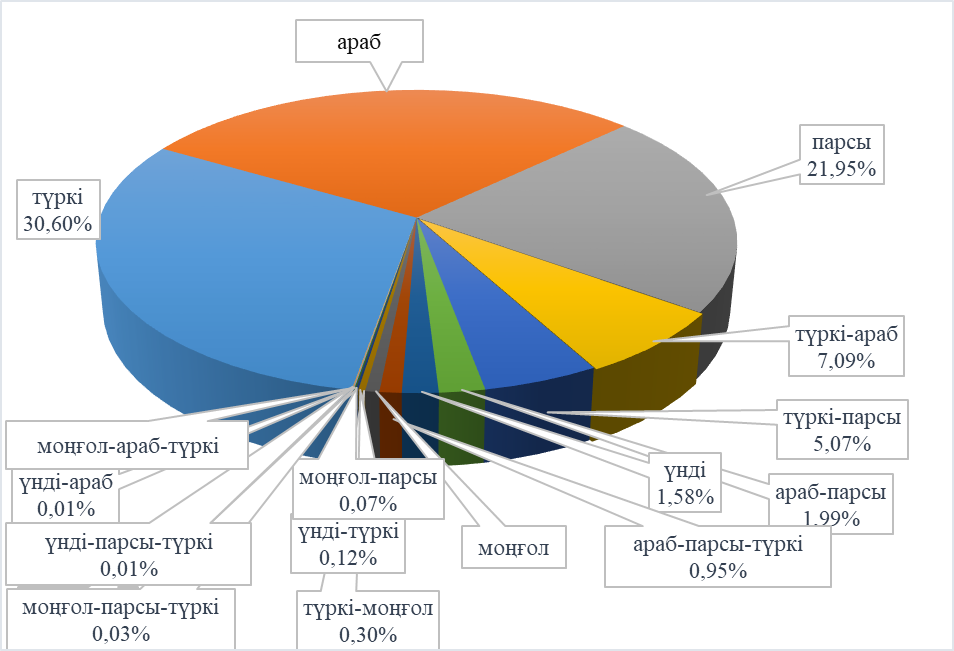 араб
парсы
21,95%
түркі
30,60%
түркі-араб
7,09%
түркі-парсы
5,07%
моңғол-араб-түркі
үнді
1,58%
моңғол-парсы
0,07%
үнді-араб
0,01%
араб-парсы
1,99%
үнді-түркі
0,12%
моңғол
араб-парсы-түркі
0,95%
үнді-парсы-түркі
0,01%
моңғол-парсы-түркі
0,03%
түркі-моңғол
0,30%